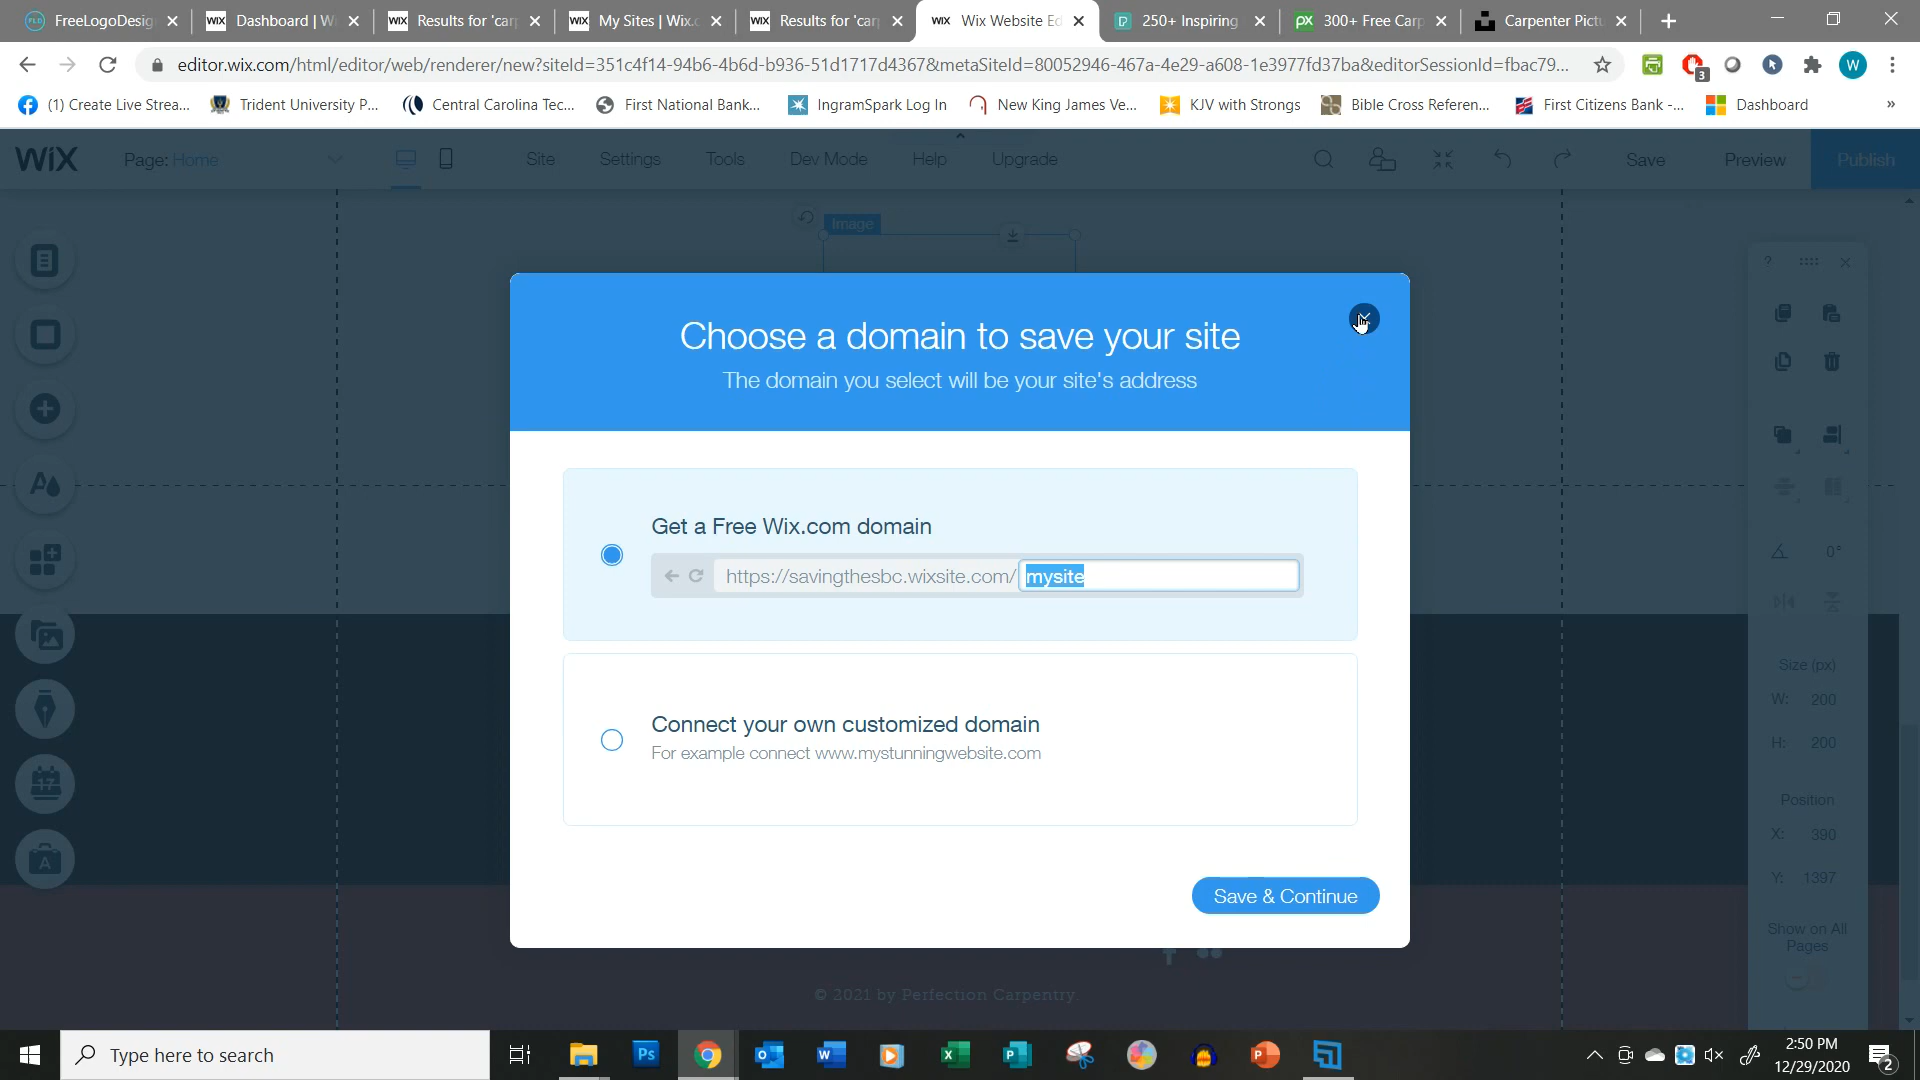 FreeLogoDesig
Dashboard | W
Results for 'car
My Sites | Wix.c
Results for 'car
Wix Website Ed
250+ Inspiring
300+ Free Carp
Carpenter Pictu
editor.wix.com/html/editor/web/renderer/new?siteId=351c4f14-94b6-4b6d-b936-51d1717d4367&metaSiteId=80052946-467a-4e29-a608-1e3977fd37ba&editorSessionId=fbac79...
(1) Create Live Strea...
Trident University P...
Central Carolina Tec...
First National Bank...
IngramSpark Log In
New King James Ve...
KJV with Strongs
Bible Cross Referen...
First Citizens Bank -...
Dashboard
WiX
Page: Home
Site
Settings
Tools
Dev Mode
Help
Upgrade
Save
Preview
Publish
Image
Choose a domain to save your site
The domain you select will be your site's address
Get a Free Wix.com domain
https://savingthesbc.wixsite.com/ mysite
Connect your own customized domain
For example connect www.mystunningwebsite.com
Save & Continue
0°
Size (px)
W: 200
H: 200
Position
X: 390
Y: 1397
Show on All
Pages
© 2021 by Perfection Carpentry.
Type here to search
2:50 PM
12/29/2020
2